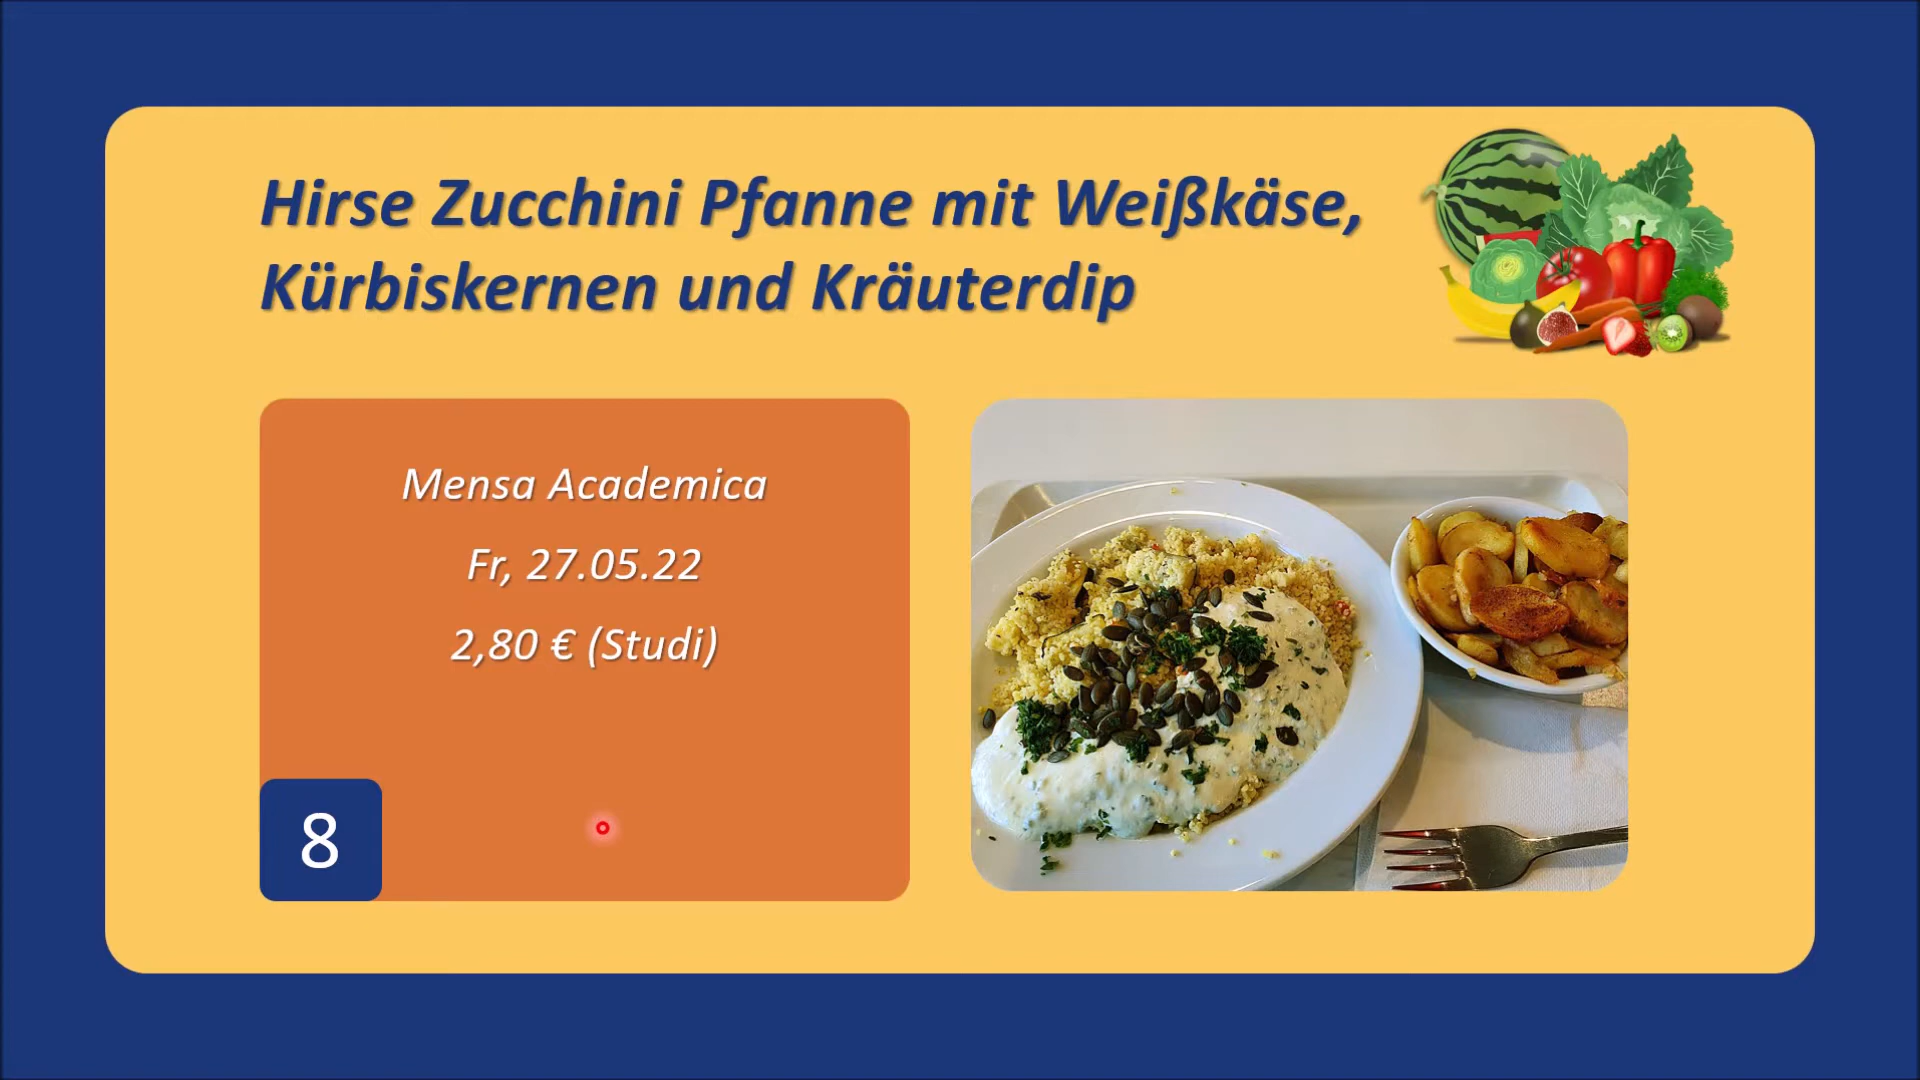 Hirse Zucchini Pfanne mit Weißkäse,
Kürbiskernen und Kräuterdip
Mensa Academica
Fr, 27.05.22
2,80 € (Studi)
8